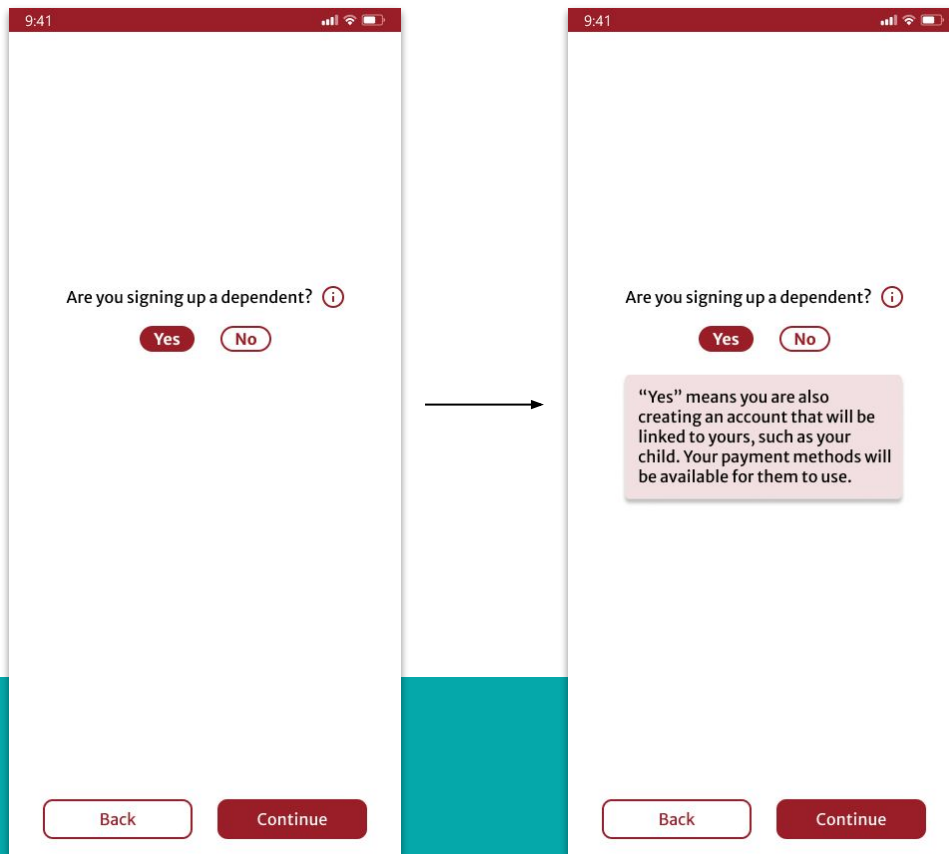 9:41
Are you signing up a dependent?
Yes No
Back Continue
9:41
Are you signing up a dependent?
Yes No
“Yes” means you are also
creating an account that will be
linked to yours, such as your
child. Your payment methods will
be available for them to use.
Back Continue